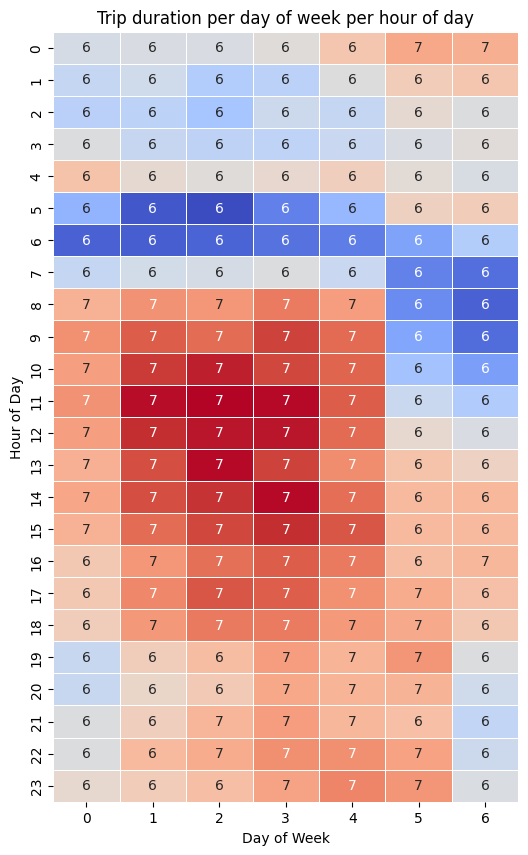 Trip duration per day of week per hour of day
Hour of Day
0 6 6 6 6 6 7 7
1 6 6 6 6 6 6 6
2 6 6 6 6 6 6 6
3 6 6 6 6 6 6 6
4 6 6 6 6 6 6 6
5 6 6 6 6 6 6 6
6 6 6 6 6 6 6 6
7 6 6 6 6 6 6 6
8 7 7 7 7 7 6 6
9 7 7 7 7 7 6 6
10 7 7 7 7 7 6 6
11 7 7 7 7 7 6 6
12 7 7 7 7 7 6 6
13 7 7 7 7 7 6 6
14 7 7 7 7 7 6 6
15 7 7 7 7 7 6 6
16 6 7 7 7 7 6 7
17 6 7 7 7 7 7 6
18 6 7 7 7 7 7 6
19 6 6 6 7 7 7 6
20 6 6 6 7 7 7 6
21 6 6 7 7 7 6 6
22 6 6 7 7 7 7 6
23 6 6 6 7 7 7 6
0 1 2 3 4 5 6
Day of Week